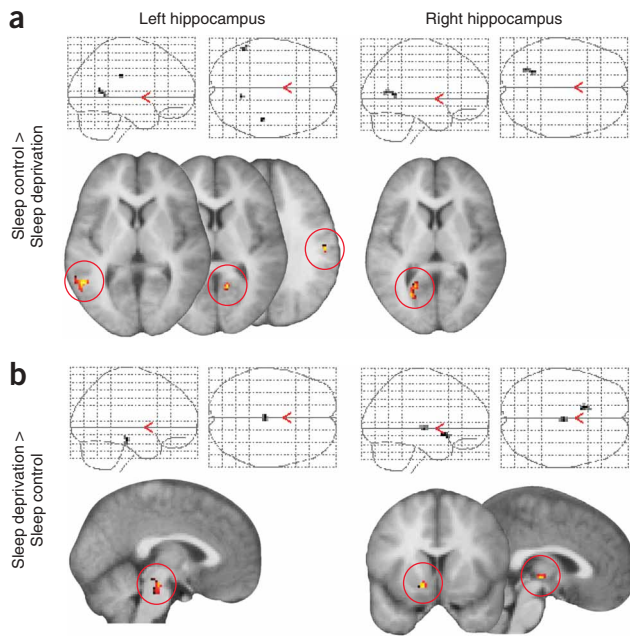 a
Left hippocampus
Right hippocampus
Sleep control >
Sleep deprivation
b
Sleep deprivation >
Sleep control